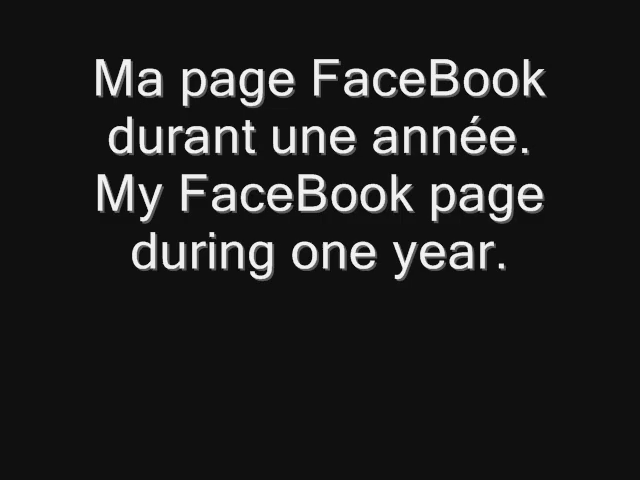 Ma page FaceBook
durant une année.
My FaceBook page
during one year.